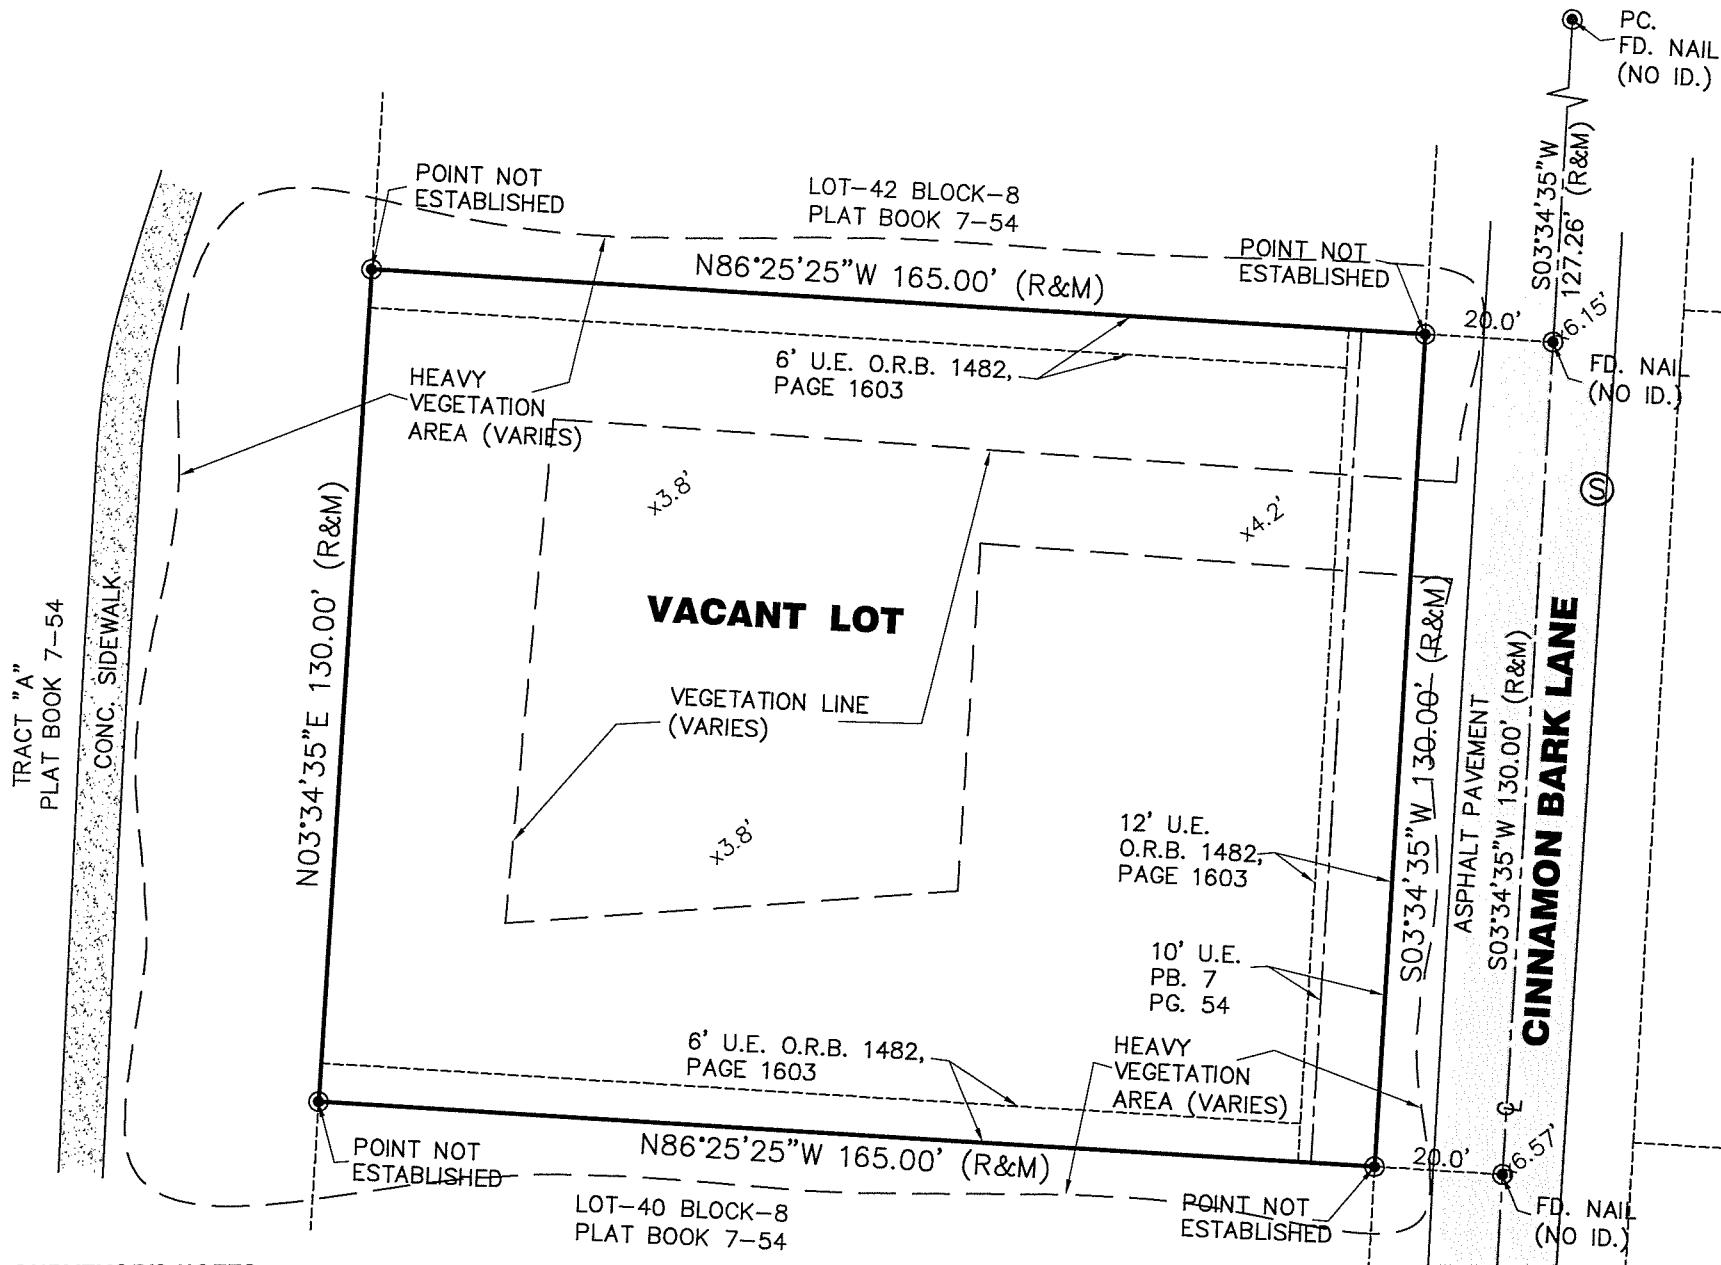 PC.
FD. NAIL
(NO ID.)
S03°34'35"W
127.26' (R&M)
POINT NOT
ESTABLISHED
LOT-42 BLOCK-8
PLAT BOOK 7-54
POINT NOT
ESTABLISHED
N86°25'25"W 165.00' (R&M)
20.0'
x6.15'
FD. NAIL
(NO ID.)
6' U.E. O.R.B. 1482,
PAGE 1603
HEAVY
VEGETATION
AREA (VARIES)
x3.8'
x4.2'
S
N03°34'35"E 130.00' (R&M)
VACANT LOT
TRACT "A"
PLAT BOOK 7-54
CONC. SIDEWALK
VEGETATION LINE
(VARIES)
x3.8'
12' U.E.
O.R.B. 1482,
PAGE 1603
S03°34'35"W 130.00' (R&M)
ASPHALT PAVEMENT
S03°34'35"W 130.00' (R&M)
CINNAMON BARK LANE
10' U.E.
PB. 7
PG. 54
6' U.E. O.R.B. 1482,
PAGE 1603
HEAVY
VEGETATION
AREA (VARIES)
CL
POINT NOT
ESTABLISHED
N86°25'25"W 165.00' (R&M)
20.0'
x6.57'
LOT-40 BLOCK-8
PLAT BOOK 7-54
POINT NOT
ESTABLISHED
FD. NAIL
(NO ID.)